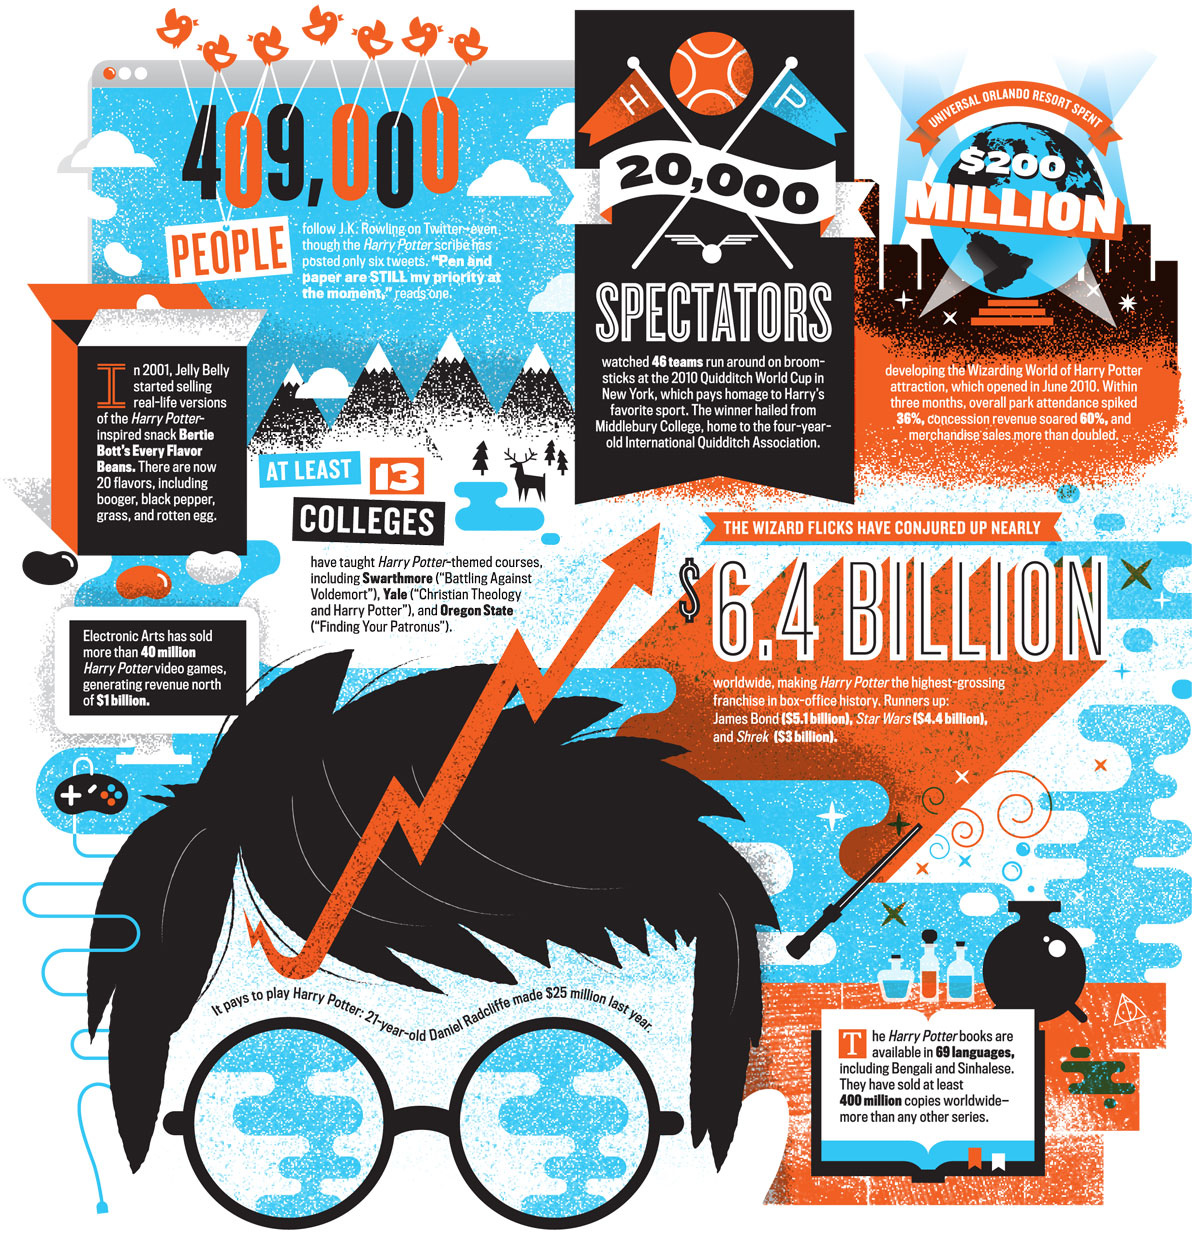 409,000
PEOPLE
follow J.K. Rowling on Twitter–even
though the Harry Potter scribe has
posted only six tweets. “Pen and
paper are STILL my priority at
the moment,” reads one.
H
P
20,000
SPECTATORS
watched 46 teams run around on broom-
sticks at the 2010 Quidditch World Cup in
New York, which pays homage to Harry’s
favorite sport. The winner hailed from
Middlebury College, home to the four-year-
old International Quidditch Association.
UNIVERSAL ORLANDO RESORT SPENT
$200
MILLION
developing the Wizarding World of Harry Potter
attraction, which opened in June 2010. Within
three months, overall park attendance spiked
36%, concession revenue soared 60%, and
merchandise sales more than doubled.
In 2001, Jelly Belly
started selling
real-life versions
of the Harry Potter-
inspired snack Bertie
Bott’s Every Flavor
Beans. There are now
20 flavors, including
booger, black pepper,
grass, and rotten egg.
AT LEAST 13
COLLEGES
have taught Harry Potter-themed courses,
including Swarthmore (“Battling Against
Voldemort”), Yale (“Christian Theology
and Harry Potter”), and Oregon State
(“Finding Your Patronus”).
THE WIZARD FLICKS HAVE CONJURED UP NEARLY
$6.4 BILLION
worldwide, making Harry Potter the highest-grossing
franchise in box-office history. Runners up:
James Bond ($5.1 billion), Star Wars ($4.4 billion),
and Shrek ($3 billion).
Electronic Arts has sold
more than 40 million
Harry Potter video games,
generating revenue north
of $1 billion.
It pays to play Harry Potter: 21-year-old Daniel Radcliffe made $25 million last year.
The Harry Potter books are
available in 69 languages,
including Bengali and Sinhalese.
They have sold at least
400 million copies worldwide–
more than any other series.